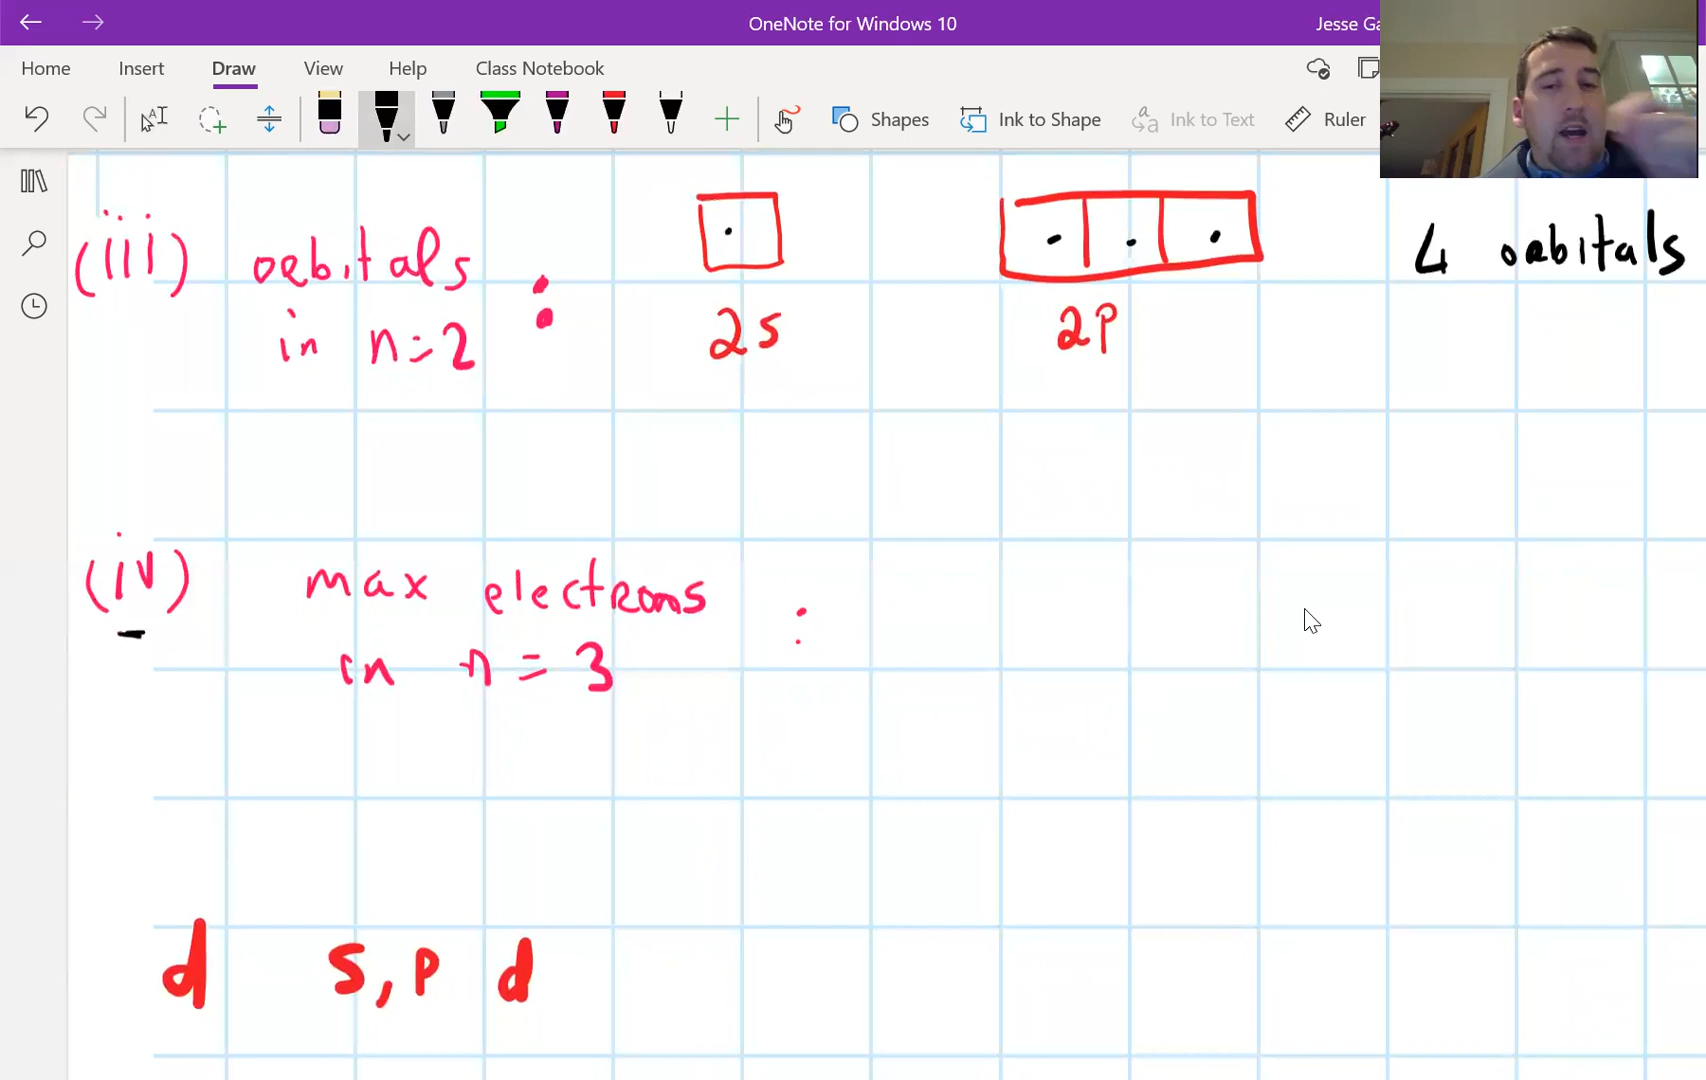 OneNote for Windows 10
Jesse Ga
Home Insert Draw View Help Class Notebook
Shapes Ink to Shape Ink to Text Ruler
(iii) orbitals : 4 orbitals
in n=2 2s 2p
(iv) max electrons :
in n = 3
d s, p d